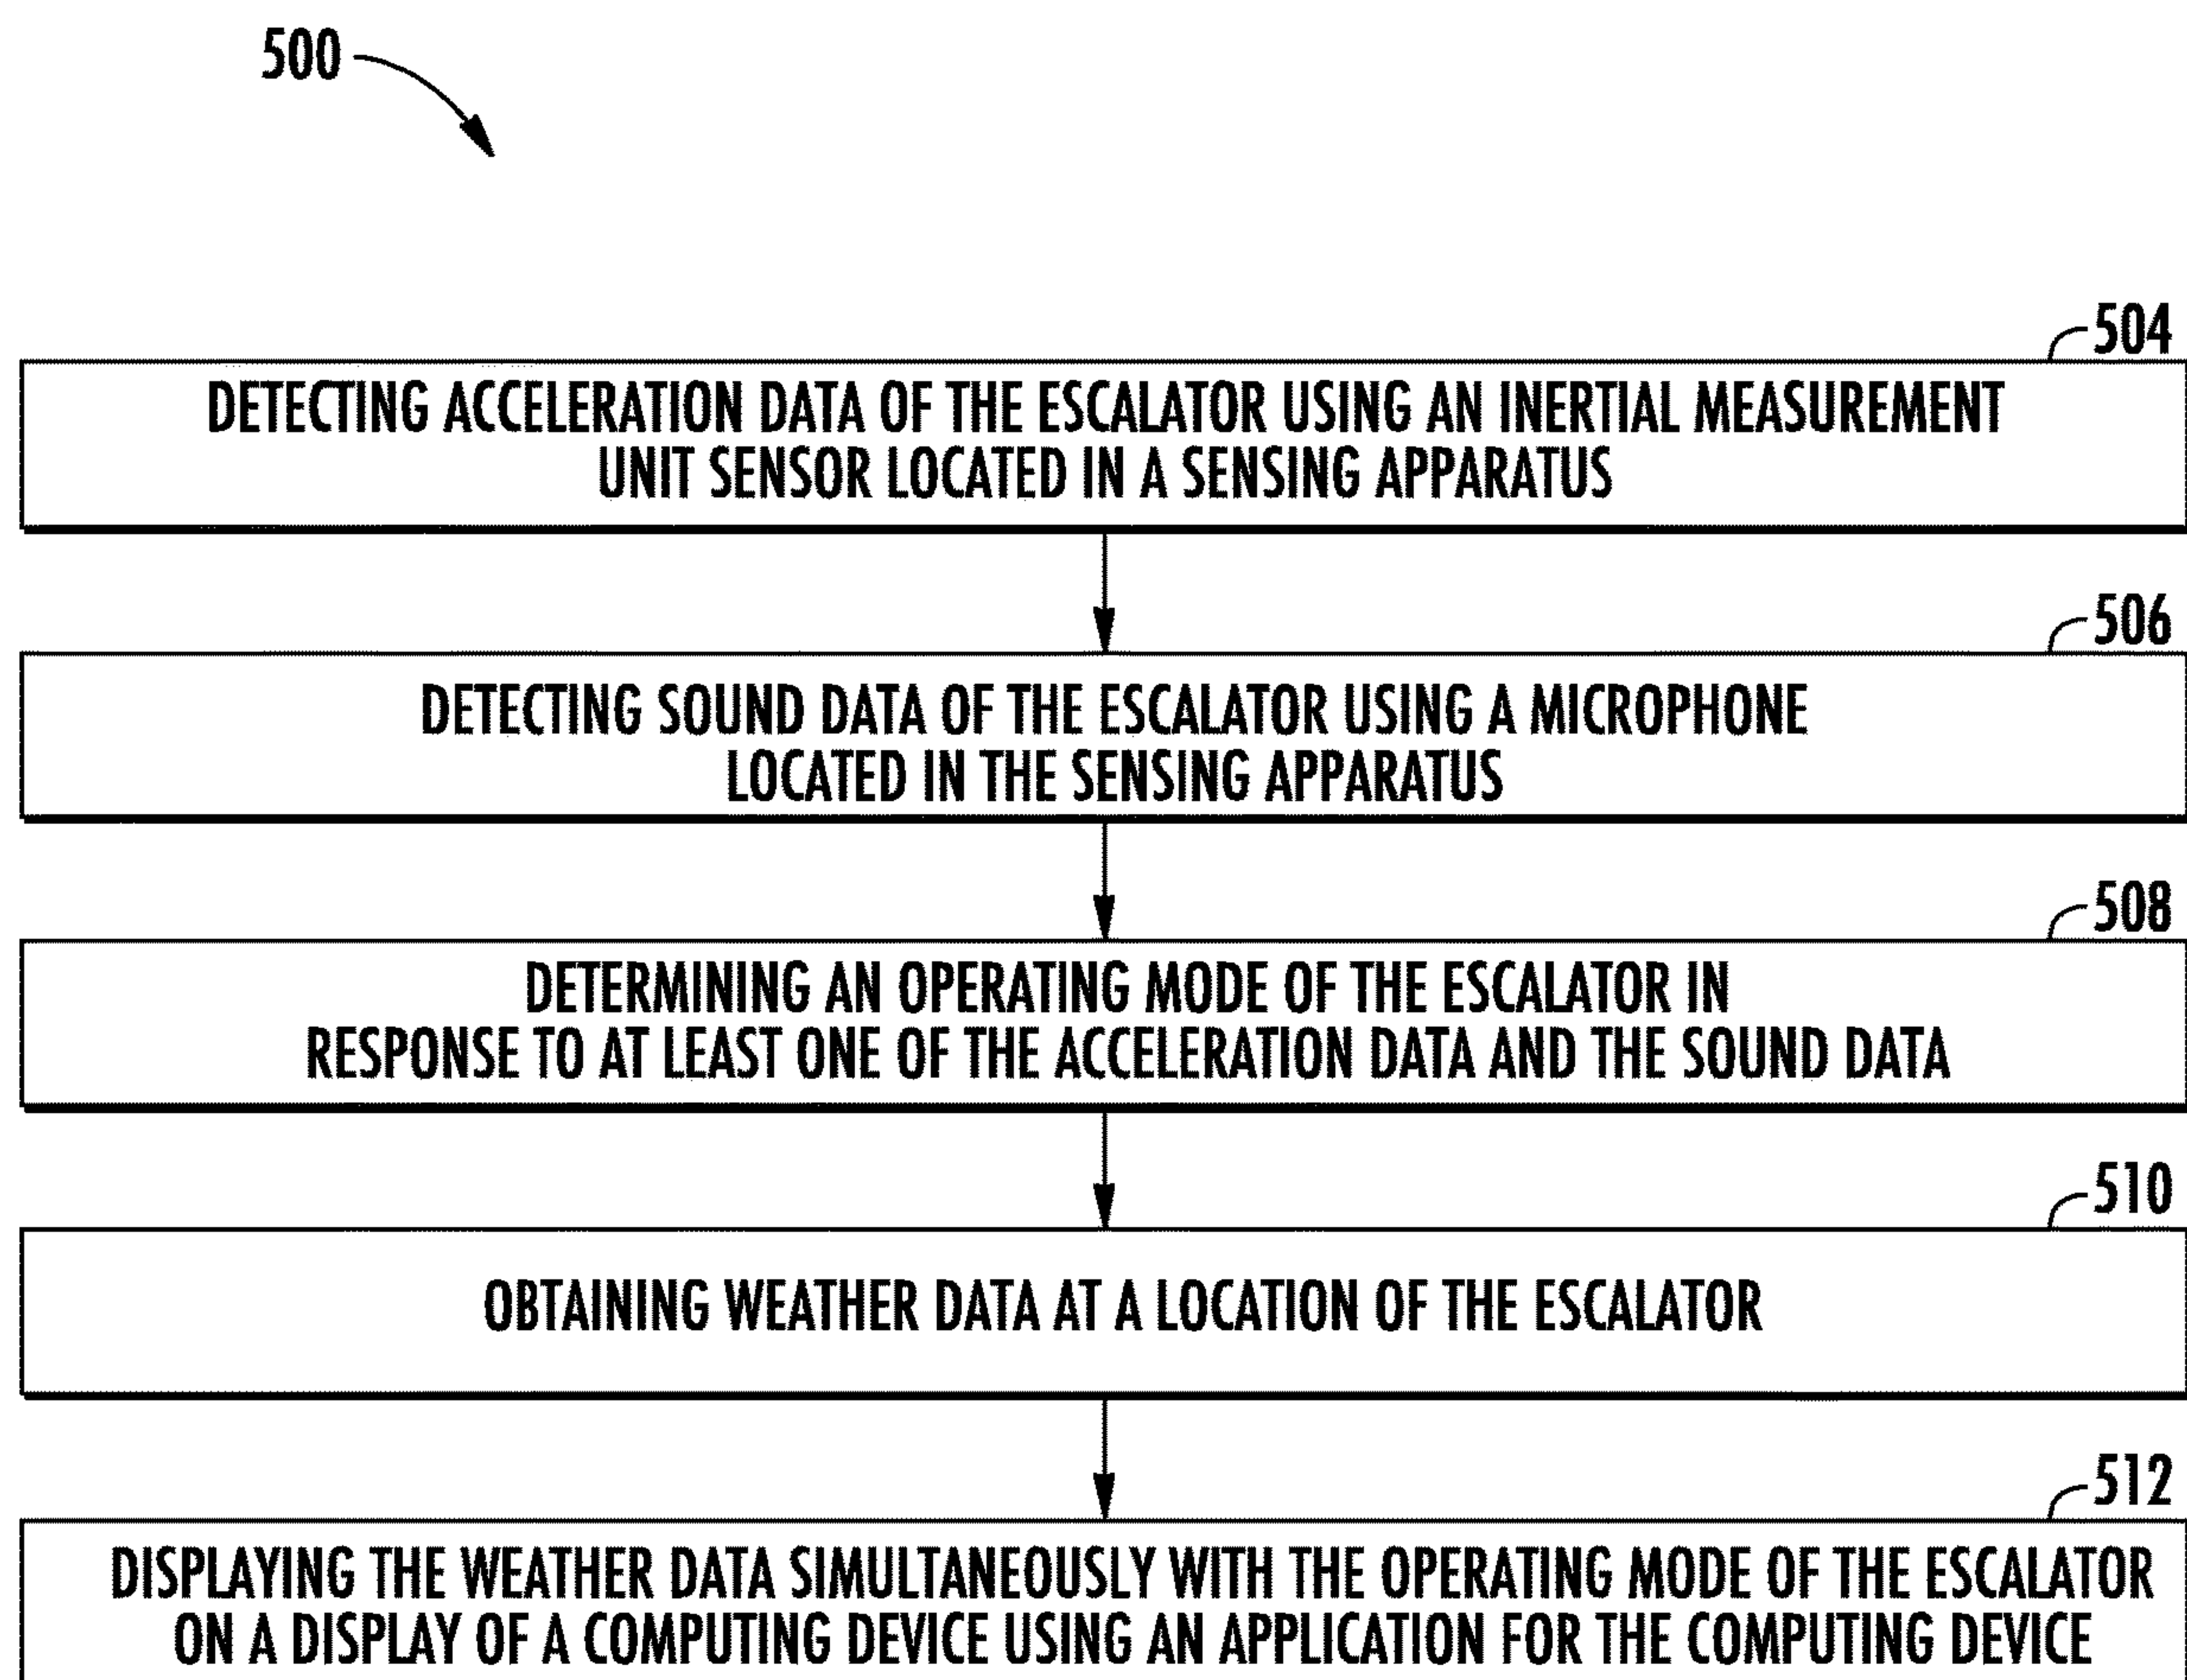 500
504
DETECTING ACCELERATION DATA OF THE ESCALATOR USING AN INERTIAL MEASUREMENT
UNIT SENSOR LOCATED IN A SENSING APPARATUS
506
DETECTING SOUND DATA OF THE ESCALATOR USING A MICROPHONE
LOCATED IN THE SENSING APPARATUS
508
DETERMINING AN OPERATING MODE OF THE ESCALATOR IN
RESPONSE TO AT LEAST ONE OF THE ACCELERATION DATA AND THE SOUND DATA
510
OBTAINING WEATHER DATA AT A LOCATION OF THE ESCALATOR
512
DISPLAYING THE WEATHER DATA SIMULTANEOUSLY WITH THE OPERATING MODE OF THE ESCALATOR
ON A DISPLAY OF A COMPUTING DEVICE USING AN APPLICATION FOR THE COMPUTING DEVICE